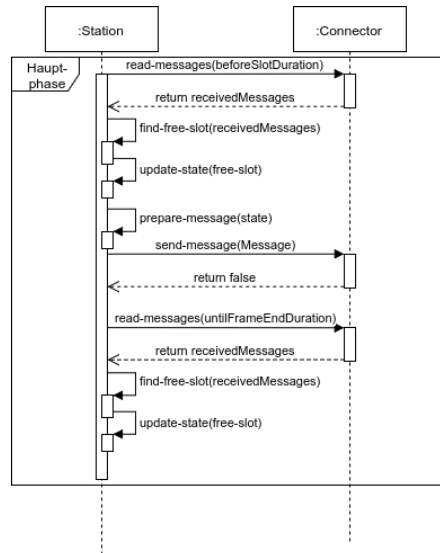 :Station
:Connector
Haupt-
phase
read-messages(beforeSlotDuration)
return receivedMessages
find-free-slot(receivedMessages)
update-state(free-slot)
prepare-message(state)
send-message(Message)
return false
read-messages(untilFrameEndDuration)
return receivedMessages
find-free-slot(receivedMessages)
update-state(free-slot)